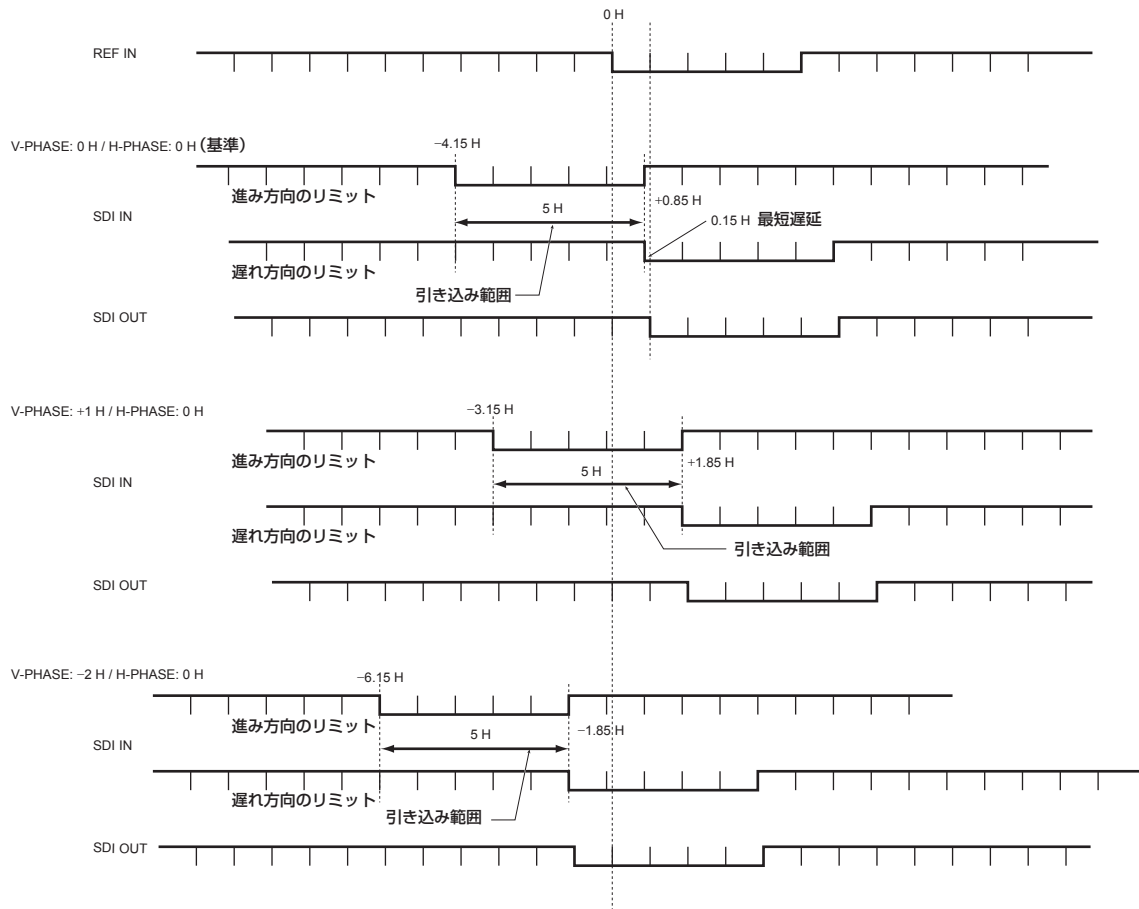 0 H
REF IN
V-PHASE: 0 H / H-PHASE: 0 H (基準)
−4.15 H
進み方向のリミット
+0.85 H
SDI IN
5 H
0.15 H 最短遅延
遅れ方向のリミット
引き込み範囲
SDI OUT
V-PHASE: +1 H / H-PHASE: 0 H
−3.15 H
進み方向のリミット
+1.85 H
SDI IN
5 H
遅れ方向のリミット
引き込み範囲
SDI OUT
V-PHASE: −2 H / H-PHASE: 0 H
−6.15 H
進み方向のリミット
−1.85 H
SDI IN
5 H
遅れ方向のリミット
引き込み範囲
SDI OUT